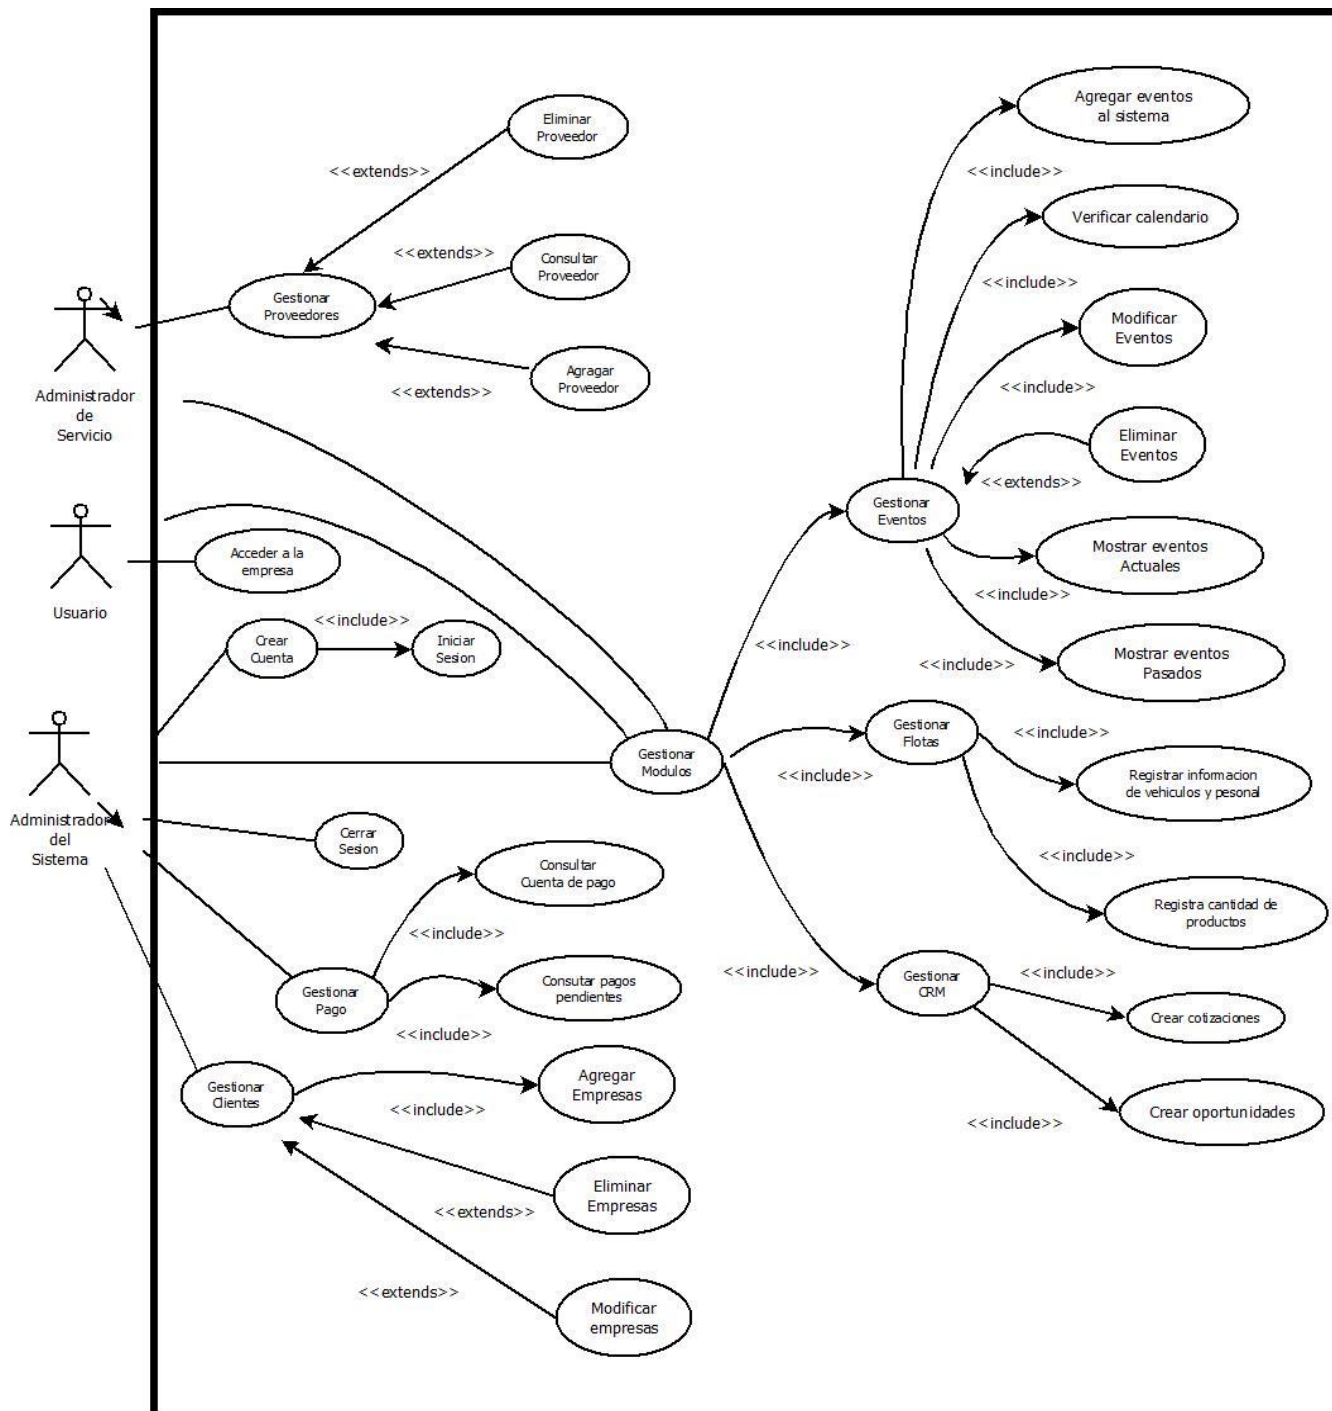 Eliminar
Proveedor
<<extends>>
<<extends>>
Consultar
Proveedor
Gestionar
Proveedores
<<extends>>
Agragar
Proveedor
Administrador
de
Servicio
Usuario
Acceder a la
empresa
Crear
Cuenta
<<include>>
Iniciar
Sesion
Administrador
del
Sistema
Gestionar
Modulos
Cerrar
Sesion
Consultar
Cuenta de pago
<<include>>
Gestionar
Pago
Consutar pagos
pendientes
<<include>>
Gestionar
Clientes
Agregar
Empresas
<<include>>
Eliminar
Empresas
<<extends>>
<<extends>>
Modificar
empresas
Agregar eventos
al sistema
<<include>>
Verificar calendario
<<include>>
Modificar
Eventos
<<include>>
Eliminar
Eventos
<<extends>>
Gestionar
Eventos
Mostrar eventos
Actuales
<<include>>
<<include>>
Mostrar eventos
Pasados
<<include>>
Gestionar
Flotas
<<include>>
<<include>>
Registrar informacion
de vehiculos y pesonal
<<include>>
Registra cantidad de
productos
<<include>>
Gestionar
CRM
<<include>>
Crear cotizaciones
<<include>>
Crear oportunidades